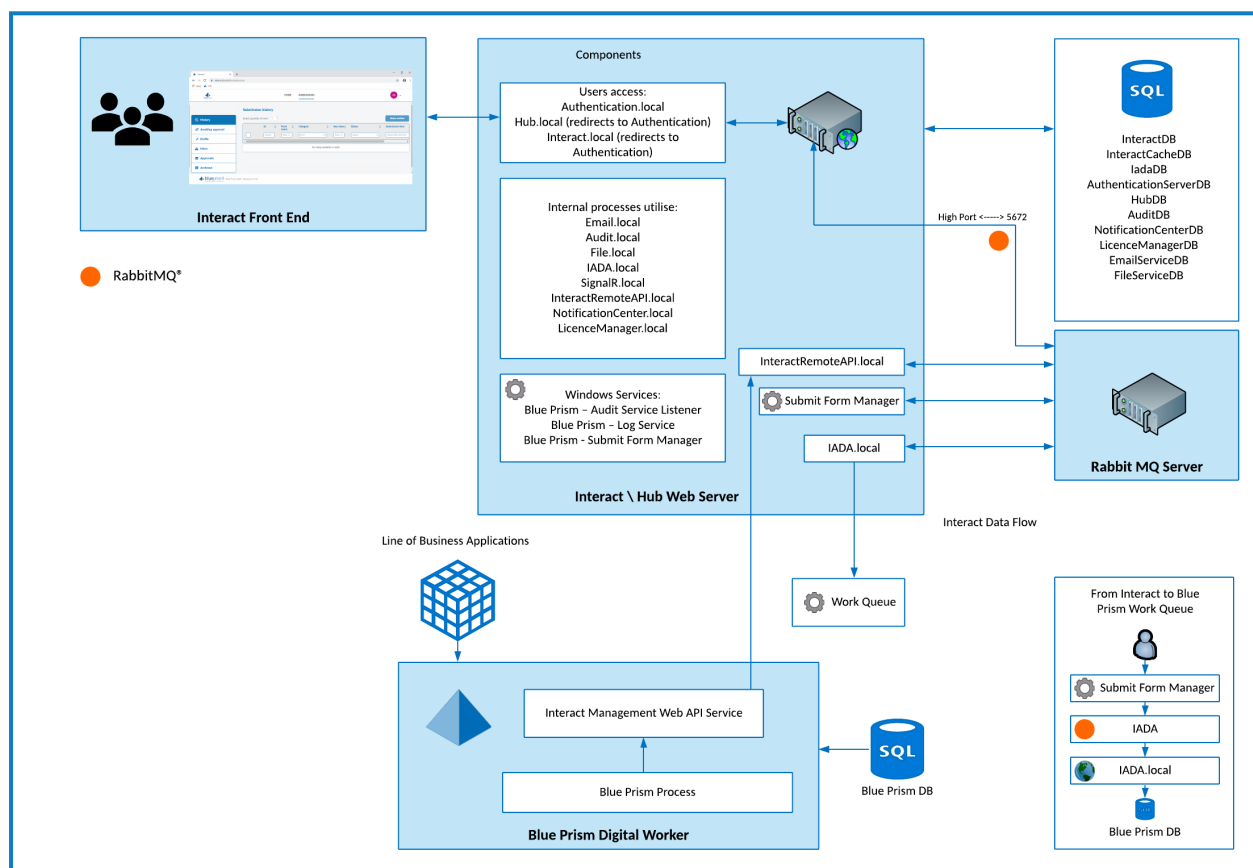 Components
Users access:
Authentication.local
Hub.local (redirects to Authentication)
Interact.local (redirects to
Authentication)
Submission history
Interact Front End
RabbitMQ®
Internal processes utilise:
Email.local
Audit.local
File.local
IADA.local
SignalR.local
InteractRemoteAPI.local
NotificationCenter.local
LicenceManager.local
High Port <-----> 5672
SQL
InteractDB
InteractCacheDB
IadaDB
AuthenticationServerDB
HubDB
AuditDB
NotificationCenterDB
LicenceManagerDB
EmailServiceDB
FileServiceDB
InteractRemoteAPI.local
Submit Form Manager
IADA.local
Windows Services:
Blue Prism – Audit Service Listener
Blue Prism – Log Service
Blue Prism - Submit Form Manager
Interact \ Hub Web Server
Rabbit MQ Server
Interact Data Flow
Line of Business Applications
Work Queue
From Interact to Blue
Prism Work Queue
Submit Form Manager
IADA
IADA.local
Blue Prism DB
Interact Management Web API Service
Blue Prism Process
Blue Prism Digital Worker
SQL
Blue Prism DB